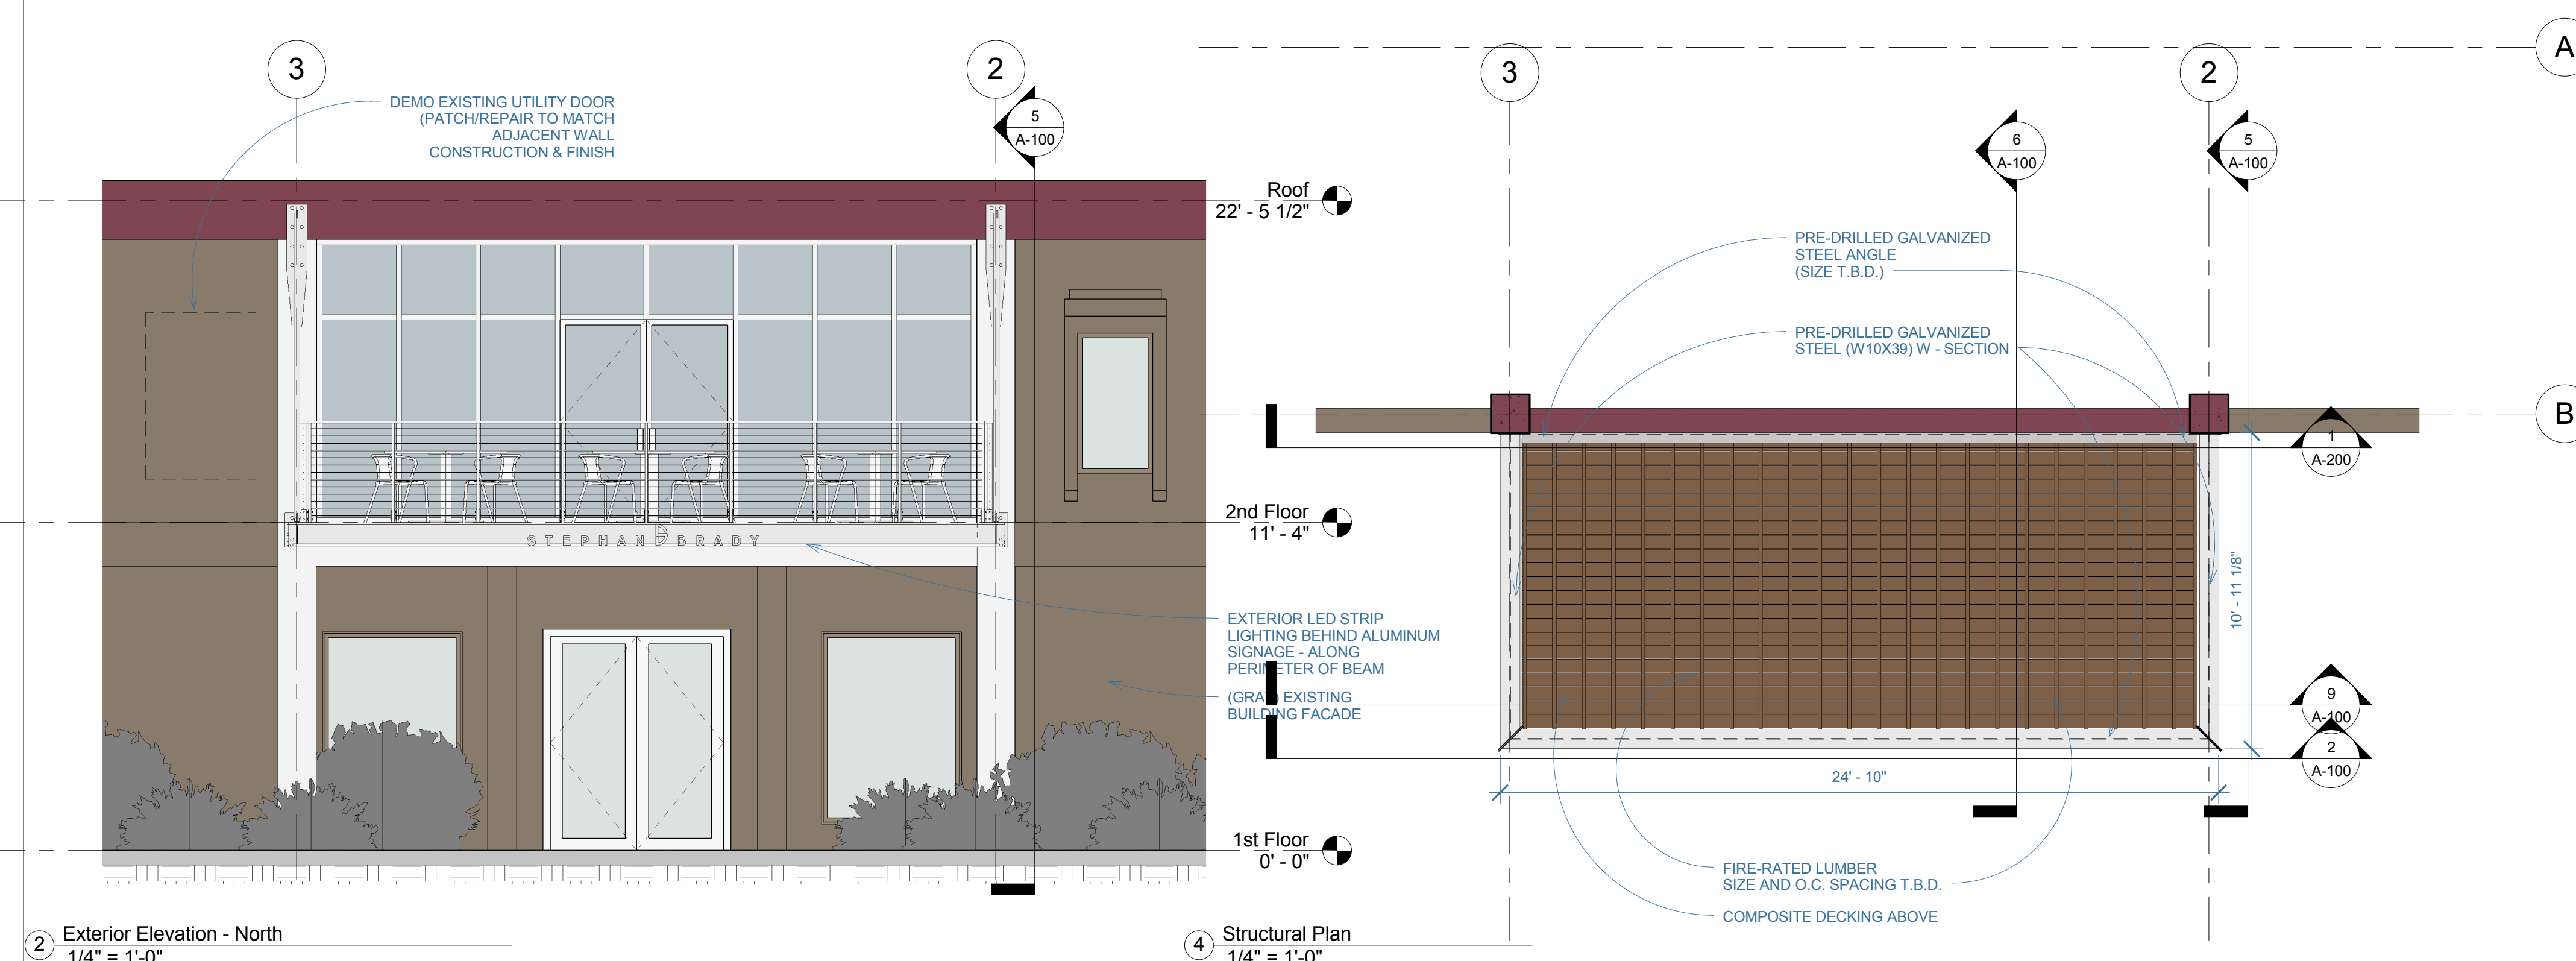 3
2
5
A-100
DEMO EXISTING UTILITY DOOR
(PATCH/REPAIR TO MATCH
ADJACENT WALL
CONSTRUCTION & FINISH
Roof
22' - 5 1/2"
2nd Floor
11' - 4"
STEPHAN BRADY
EXTERIOR LED STRIP
LIGHTING BEHIND ALUMINUM
SIGNAGE - ALONG
PERIMETER OF BEAM
EXISTING
BUILDING FACADE
1st Floor
0' - 0"
2
Exterior Elevation - North
1/4" = 1'-0"
A
3
2
6
A-100
5
A-100
PRE-DRILLED GALVANIZED
STEEL ANGLE
(SIZE T.B.D.)
PRE-DRILLED GALVANIZED
STEEL (W10X39) W - SECTION
B
1
A-200
10' - 11 1/8"
9
A-100
2
A-100
24' - 10"
FIRE-RATED LUMBER
SIZE AND O.C. SPACING T.B.D.
COMPOSITE DECKING ABOVE
4
Structural Plan
1/4" = 1'-0"